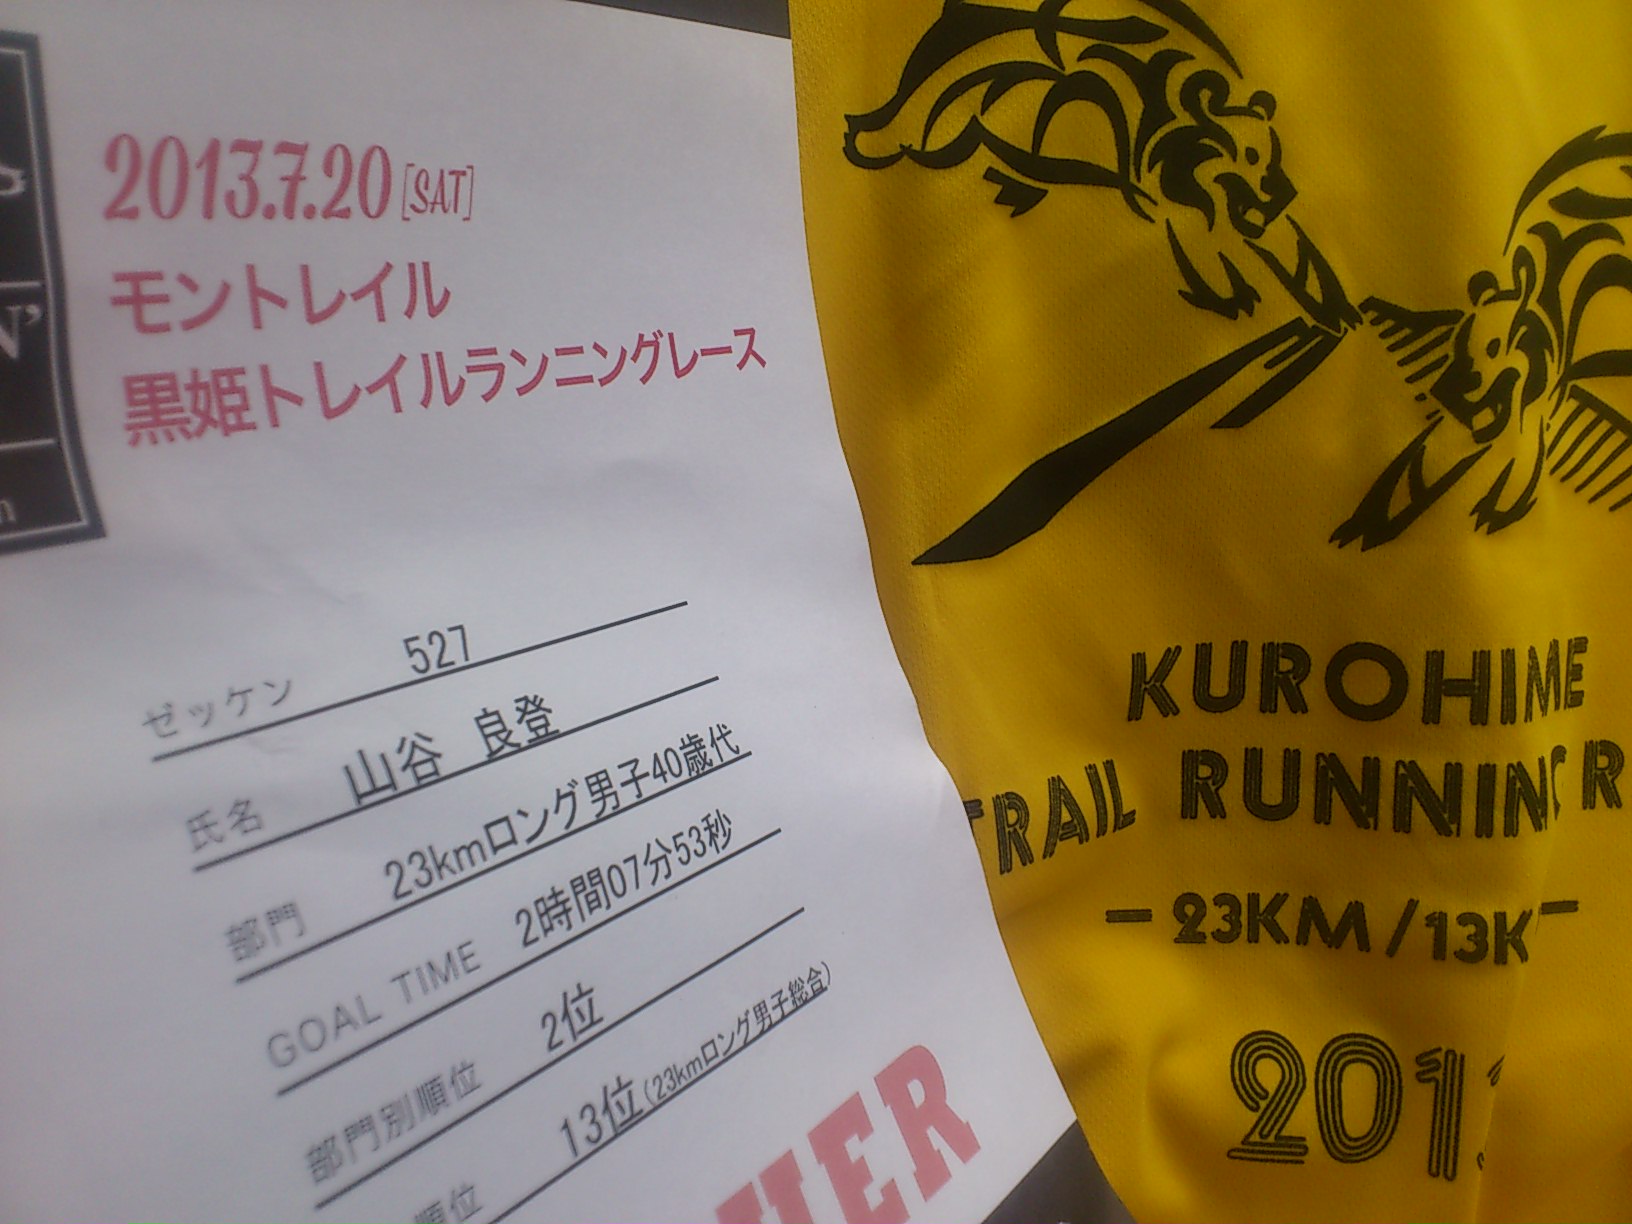 2013.7.20 [SAT]
モントレイル
黒姫トレイルランニングレース
ゼッケン 527
氏名 山谷 良登
部門 23kmロング男子40歳代
GOAL TIME 2時間07分53秒
部門別順位 2位
順位 13位(23kmロング男子総合)
HER
KUROHIME
TRAIL RUNNING R
- 23KM/13K -
201